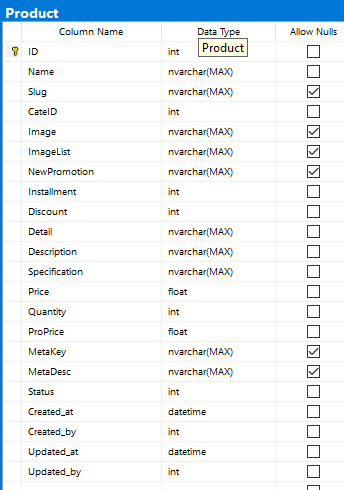 Product
Column Name Data Type Allow Nulls
ID int
Product
Name nvarchar(MAX)
Slug nvarchar(MAX)
CateID int
Image nvarchar(MAX)
ImageList nvarchar(MAX)
NewPromotion nvarchar(MAX)
Installment int
Discount int
Detail nvarchar(MAX)
Description nvarchar(MAX)
Specification nvarchar(MAX)
Price float
Quantity int
ProPrice float
MetaKey nvarchar(MAX)
MetaDesc nvarchar(MAX)
Status int
Created_at datetime
Created_by int
Updated_at datetime
Updated_by int